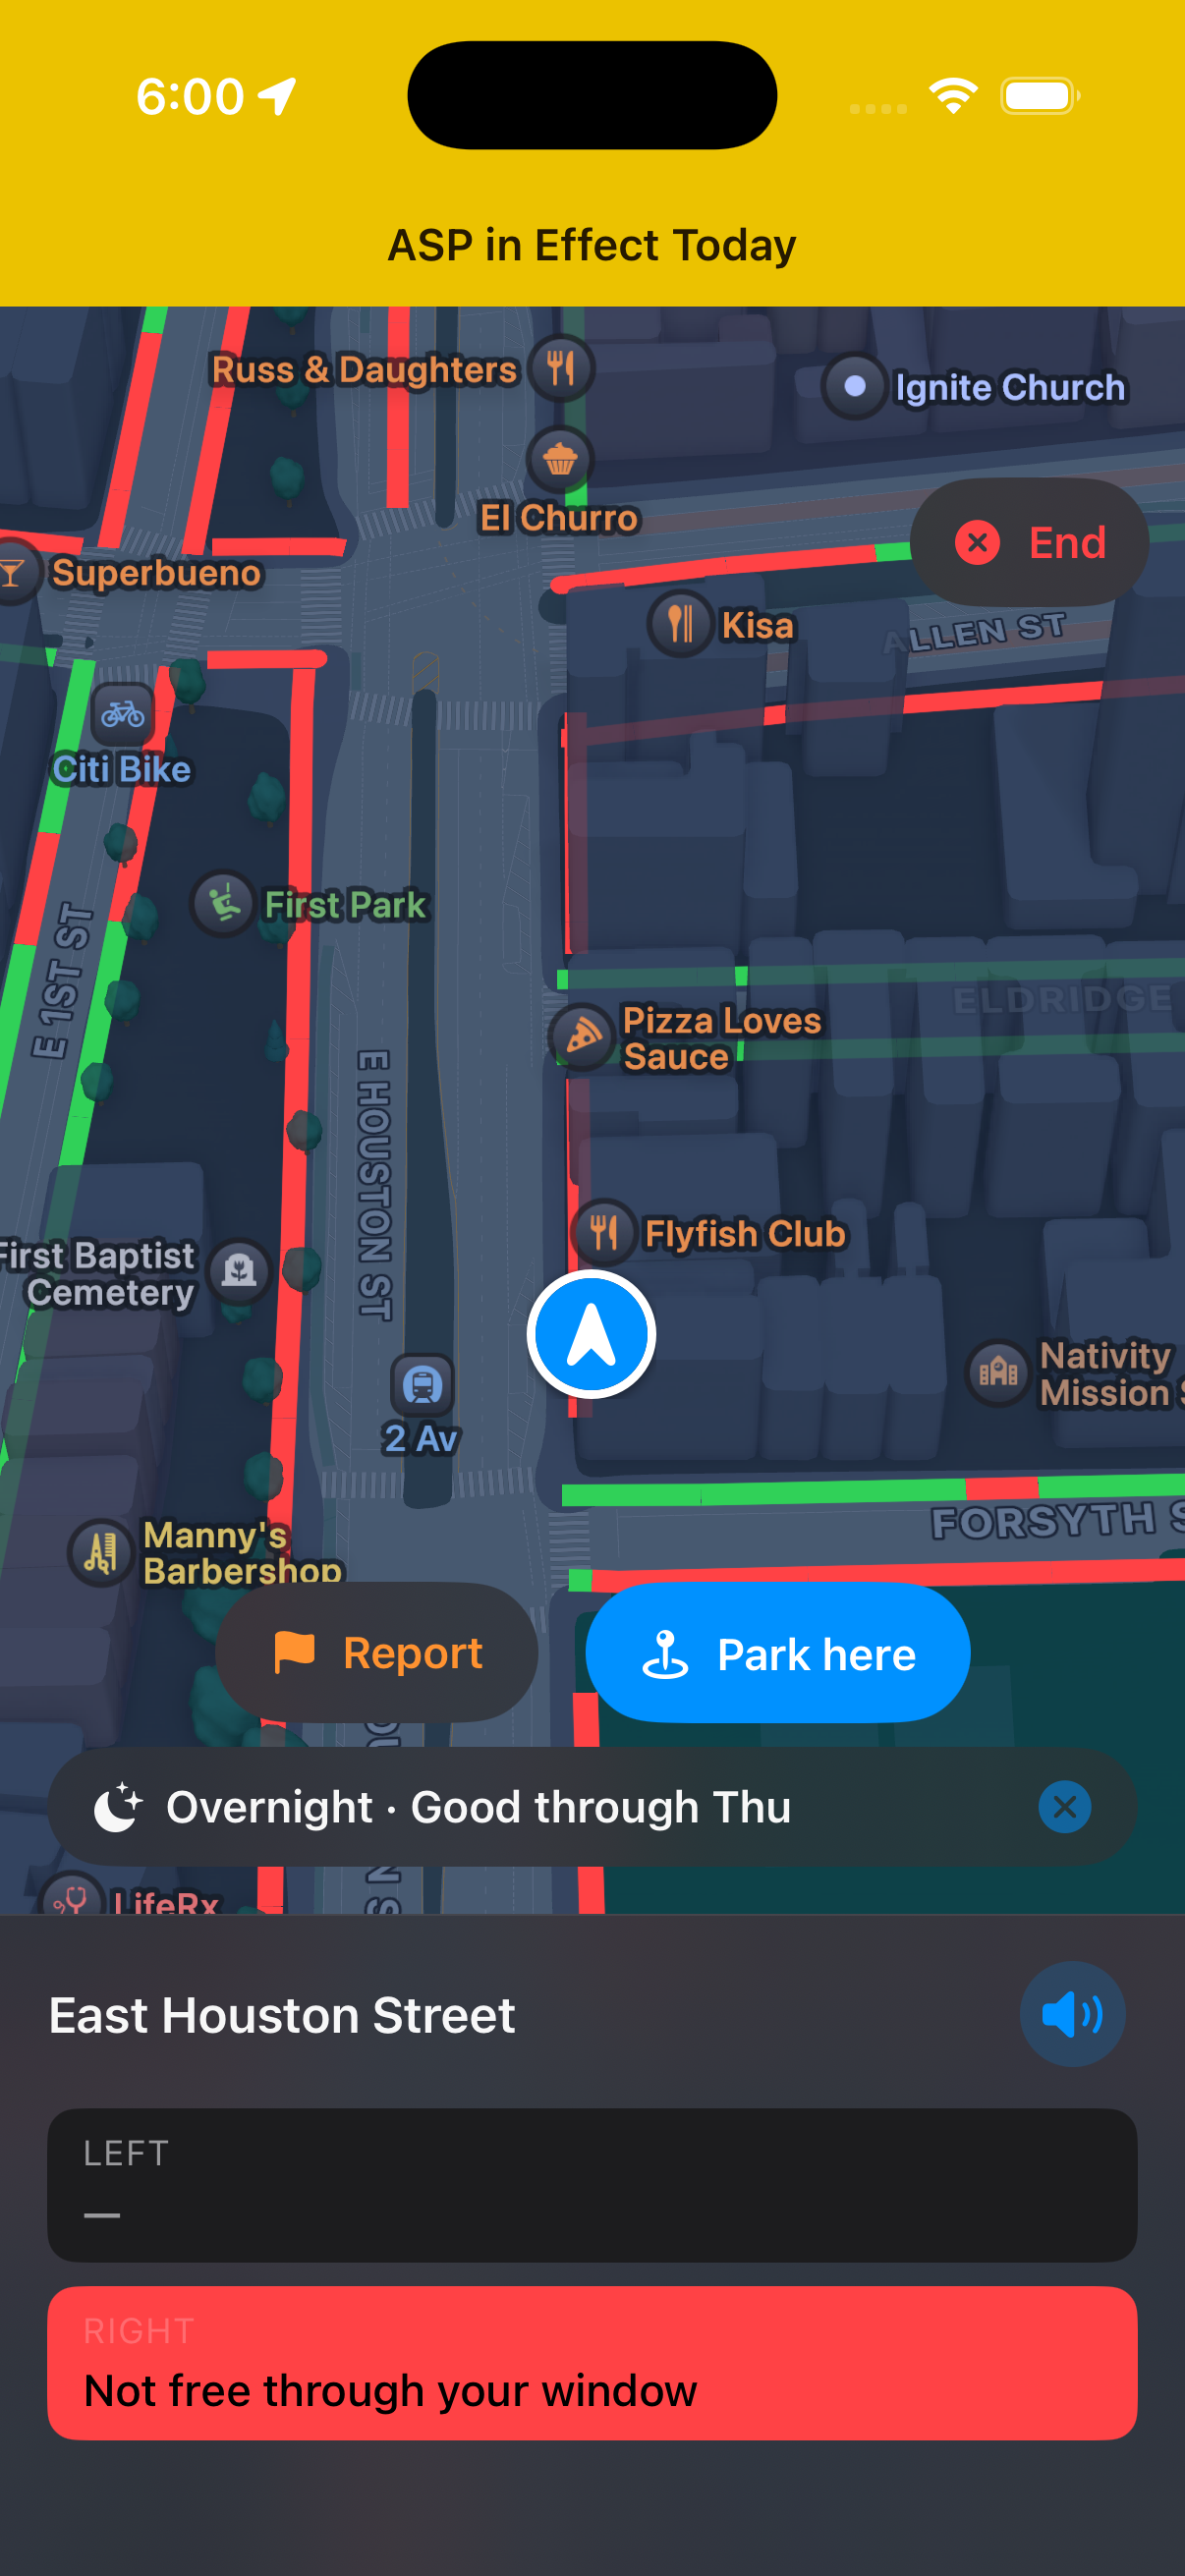 6:00
ASP in Effect Today
Russ & Daughters
Ignite Church
El Churro
End
Superbueno
Kisa
ALLEN ST
Citi Bike
First Park
E 1ST ST
ELDRIDGE
Pizza Loves
Sauce
E HOUSTON ST
Flyfish Club
First Baptist
Cemetery
2 Av
Nativity
Mission S
FORSYTH S
Manny's
Barbershop
Report
Park here
Overnight · Good through Thu
LifeRx
East Houston Street
LEFT
—
RIGHT
Not free through your window